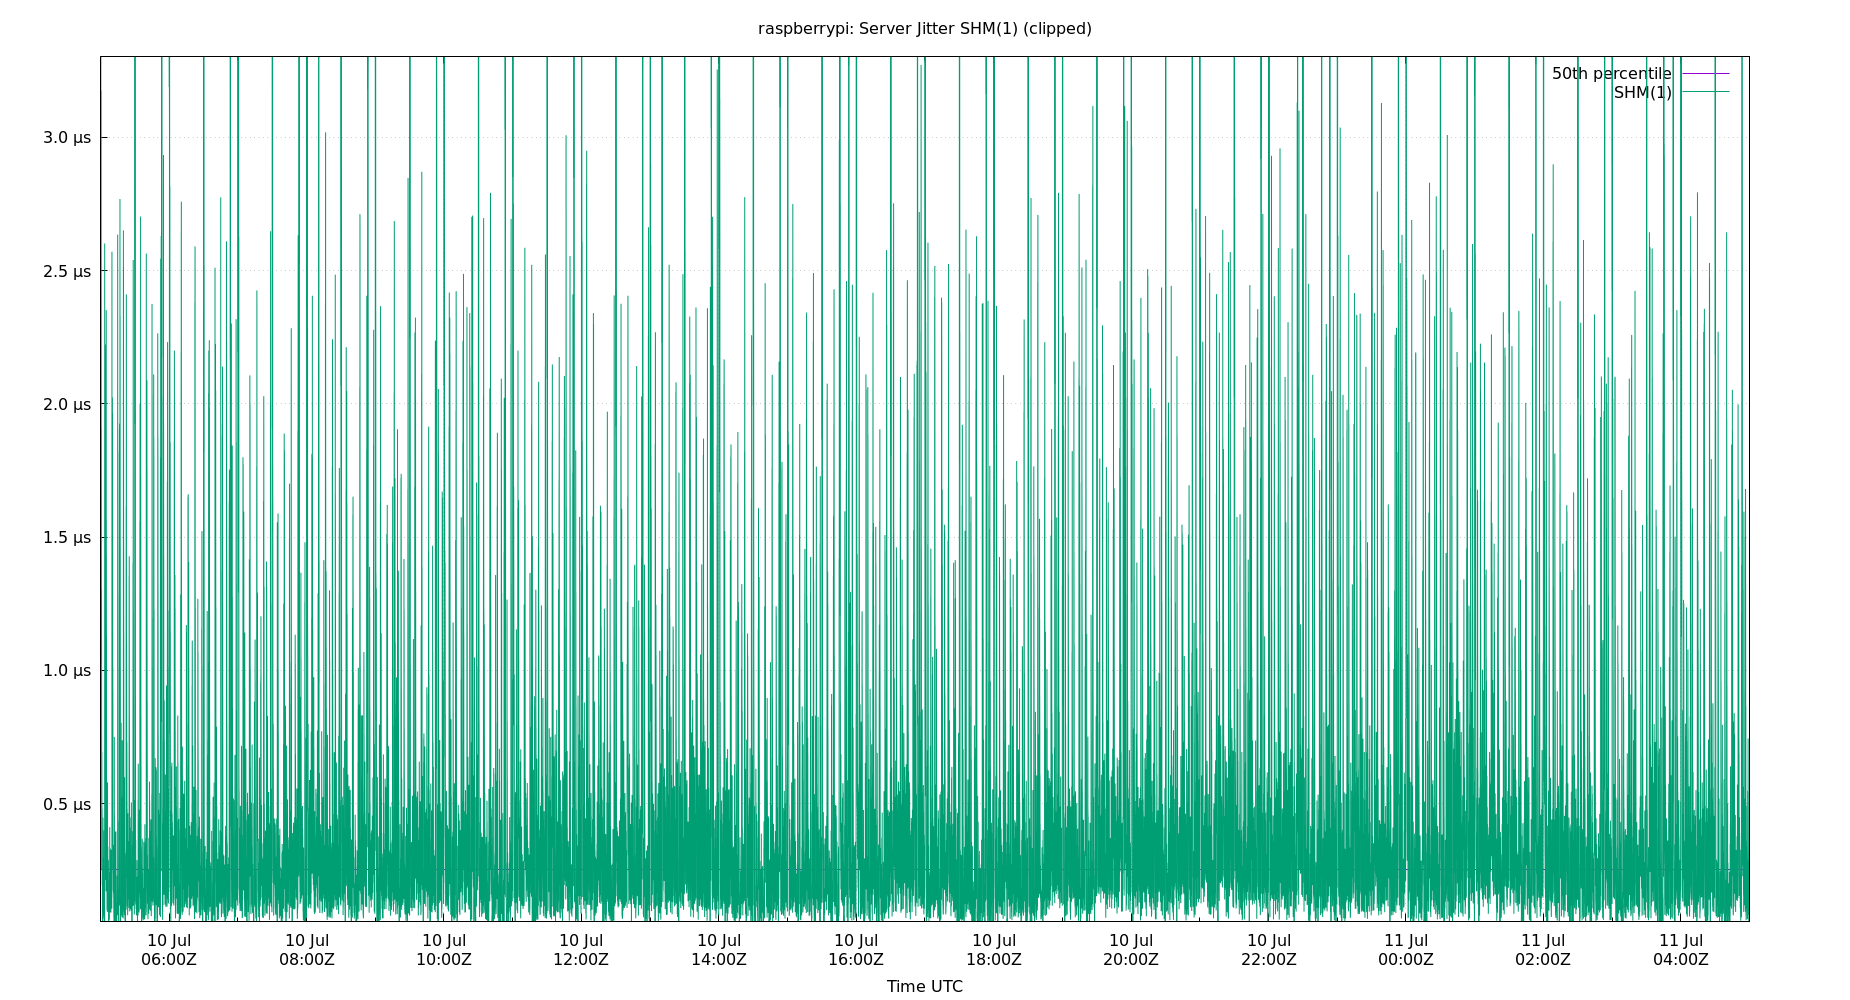 raspberrypi: Server Jitter SHM(1) (clipped)
50th percentile
SHM(1)
3.0 µs
2.5 µs
2.0 µs
1.5 µs
1.0 µs
0.5 µs
10 Jul 10 Jul 10 Jul 10 Jul 10 Jul 10 Jul 10 Jul 10 Jul 10 Jul 11 Jul 11 Jul 11 Jul
06:00Z 08:00Z 10:00Z 12:00Z 14:00Z 16:00Z 18:00Z 20:00Z 22:00Z 00:00Z 02:00Z 04:00Z
Time UTC